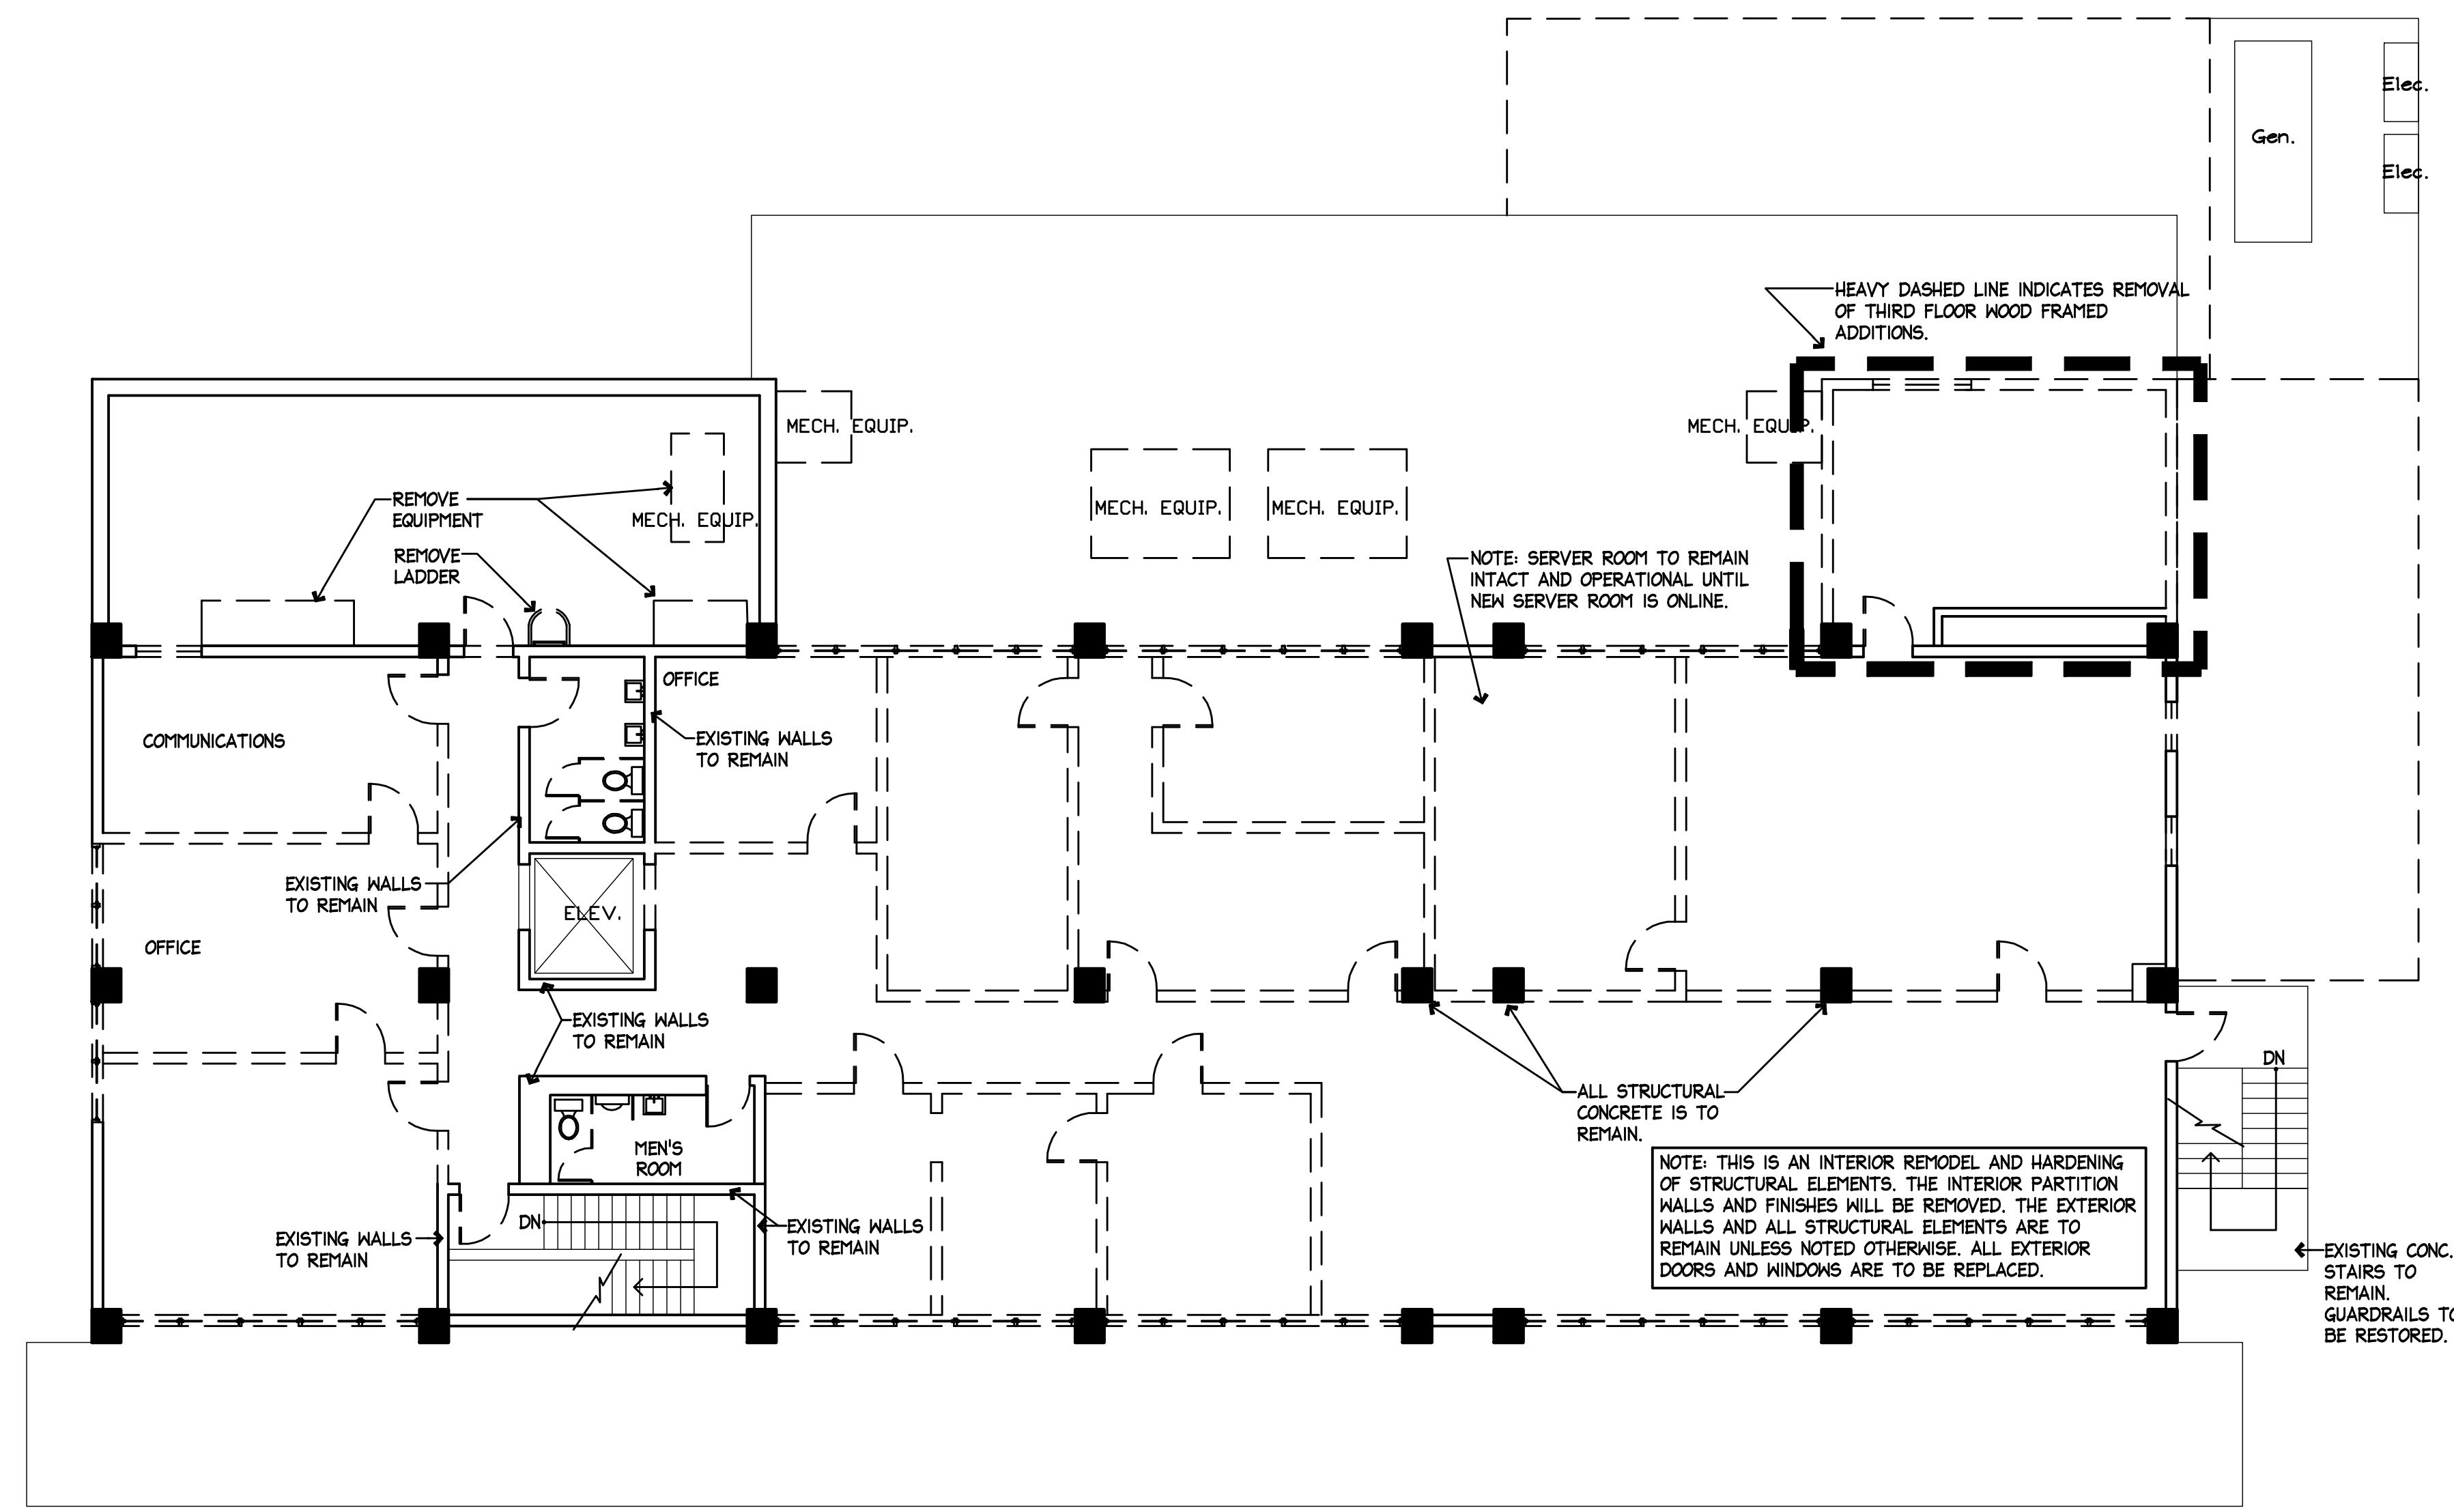 Elec.
Gen.
Elec.
HEAVY DASHED LINE INDICATES REMOVAL
OF THIRD FLOOR WOOD FRAMED
ADDITIONS.
MECH. EQUIP.
MECH. EQUIP.
REMOVE
EQUIPMENT
MECH. EQUIP.
MECH. EQUIP.
MECH. EQUIP.
REMOVE
LADDER
NOTE: SERVER ROOM TO REMAIN
INTACT AND OPERATIONAL UNTIL
NEW SERVER ROOM IS ONLINE.
OFFICE
COMMUNICATIONS
EXISTING WALLS
TO REMAIN
EXISTING WALLS
TO REMAIN
ELEV.
OFFICE
EXISTING WALLS
TO REMAIN
DN
ALL STRUCTURAL
CONCRETE IS TO
REMAIN.
MEN'S
ROOM
NOTE: THIS IS AN INTERIOR REMODEL AND HARDENING
OF STRUCTURAL ELEMENTS. THE INTERIOR PARTITION
WALLS AND FINISHES WILL BE REMOVED. THE EXTERIOR
WALLS AND ALL STRUCTURAL ELEMENTS ARE TO
REMAIN UNLESS NOTED OTHERWISE. ALL EXTERIOR
DOORS AND WINDOWS ARE TO BE REPLACED.
DN
EXISTING WALLS
TO REMAIN
EXISTING WALLS
TO REMAIN
EXISTING CONC.
STAIRS TO
REMAIN.
GUARDRAILS TO
BE RESTORED.